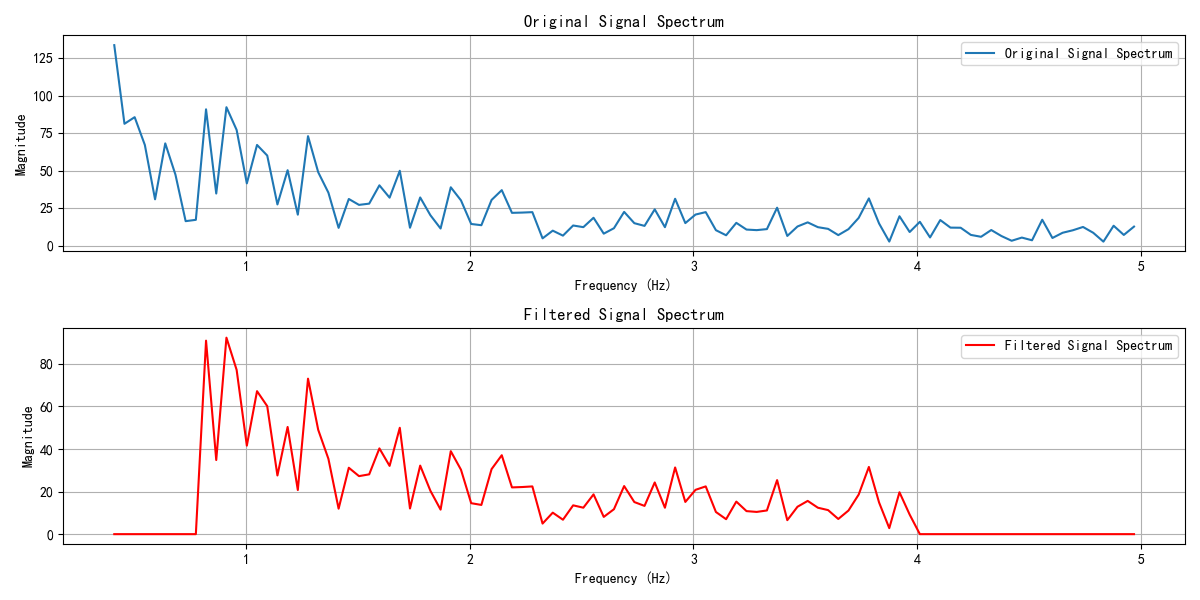 Original Signal Spectrum
Original Signal Spectrum
Magnitude
125
100
75
50
25
0
1
2
3
4
5
Frequency (Hz)
Filtered Signal Spectrum
Filtered Signal Spectrum
Magnitude
80
60
40
20
0
1
2
3
4
5
Frequency (Hz)